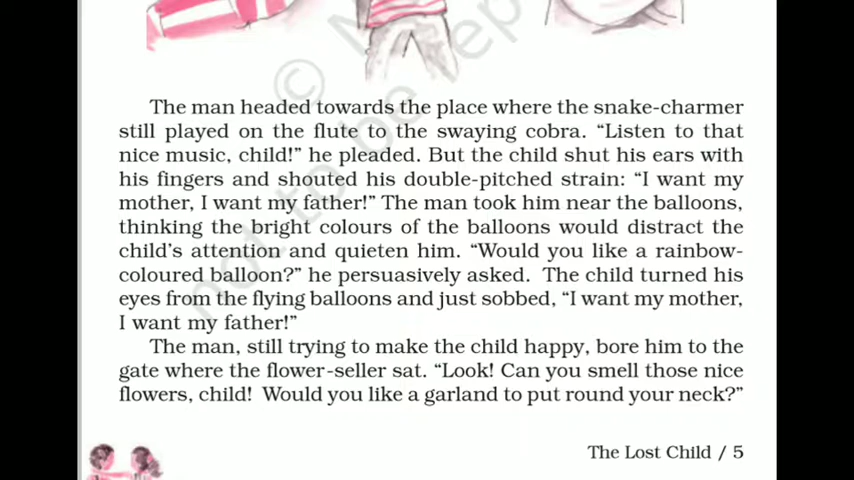 The man headed towards the place where the snake-charmer
still played on the flute to the swaying cobra. “Listen to that
nice music, child!” he pleaded. But the child shut his ears with
his fingers and shouted his double-pitched strain: “I want my
mother, I want my father!” The man took him near the balloons,
thinking the bright colours of the balloons would distract the
child’s attention and quieten him. “Would you like a rainbow-
coloured balloon?” he persuasively asked. The child turned his
eyes from the flying balloons and just sobbed, “I want my mother,
I want my father!”
The man, still trying to make the child happy, bore him to the
gate where the flower-seller sat. “Look! Can you smell those nice
flowers, child! Would you like a garland to put round your neck?”
The Lost Child / 5
not to be
©